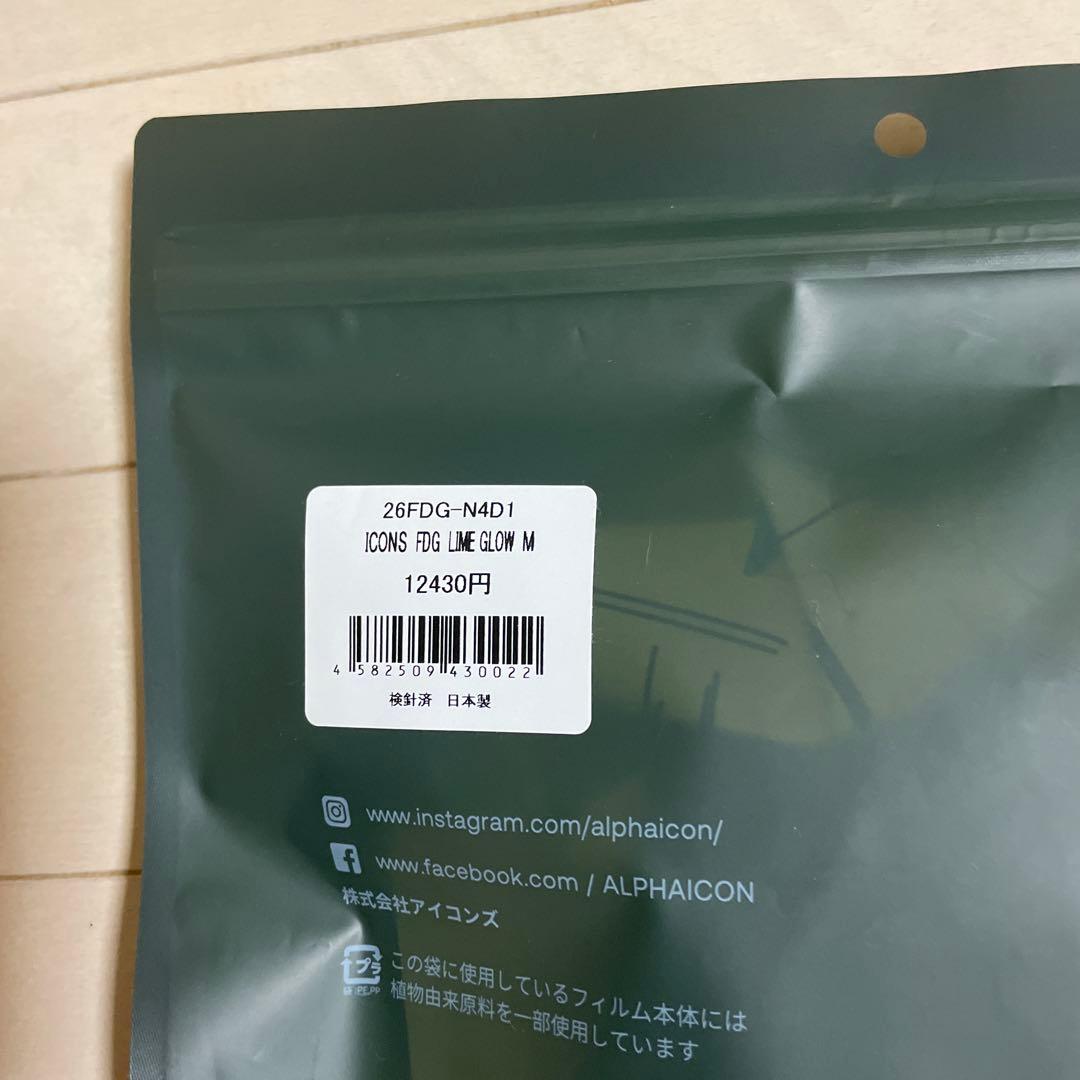 26FDG-N4D1
ICONS FDG LIME GLOW M
12430円
4 582509 430022
検針済 日本製
www.instagram.com/alphaicon/
www.facebook.com / ALPHAICON
株式会社アイコンズ
プラ
袋:PE,PP
この袋に使用しているフィルム本体には
植物由来原料を一部使用しています